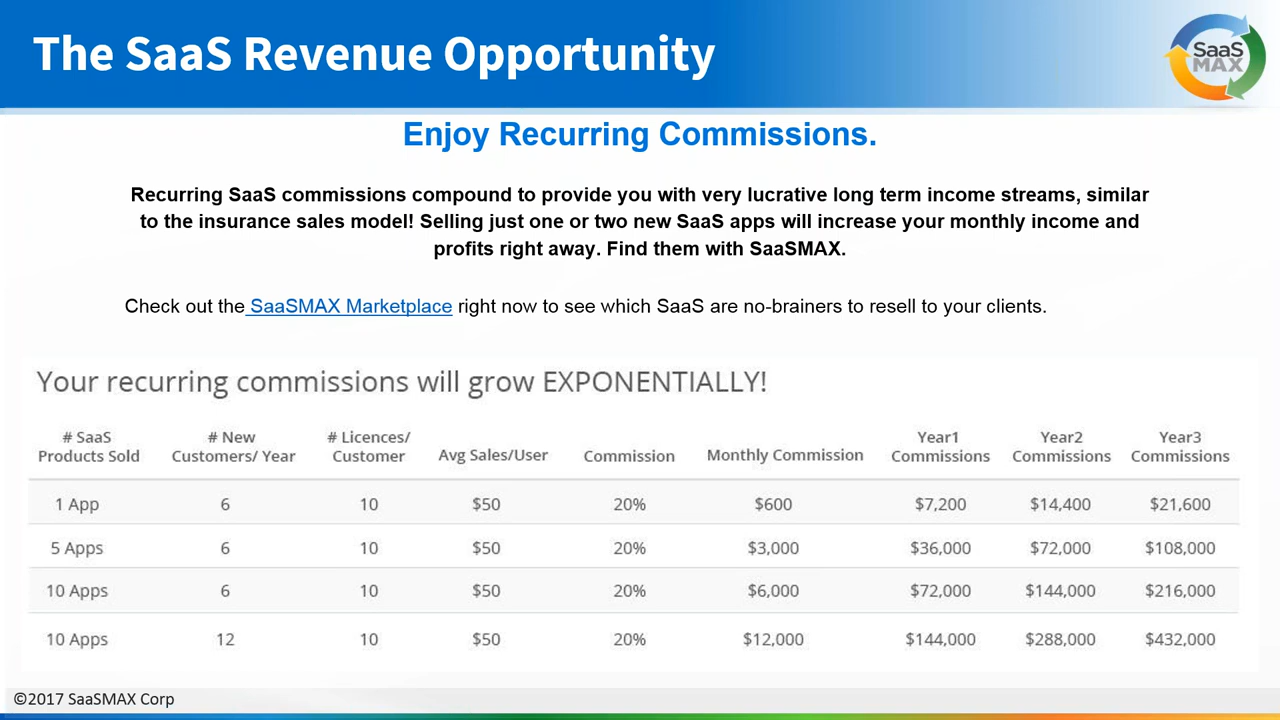 The SaaS Revenue Opportunity
SaaS
MAX
Enjoy Recurring Commissions.
Recurring SaaS commissions compound to provide you with very lucrative long term income streams, similar
to the insurance sales model! Selling just one or two new SaaS apps will increase your monthly income and
profits right away. Find them with SaaSMAX.
Check out the SaaSMAX Marketplace right now to see which SaaS are no-brainers to resell to your clients.
Your recurring commissions will grow EXPONENTIALLY!
# SaaS Products Sold # New Customers/ Year # Licences/ Customer Avg Sales/User Commission Monthly Commission Year1 Commissions Year2 Commissions Year3 Commissions
1 App 6 10 $50 20% $600 $7,200 $14,400 $21,600
5 Apps 6 10 $50 20% $3,000 $36,000 $72,000 $108,000
10 Apps 6 10 $50 20% $6,000 $72,000 $144,000 $216,000
10 Apps 12 10 $50 20% $12,000 $144,000 $288,000 $432,000
©2017 SaaSMAX Corp